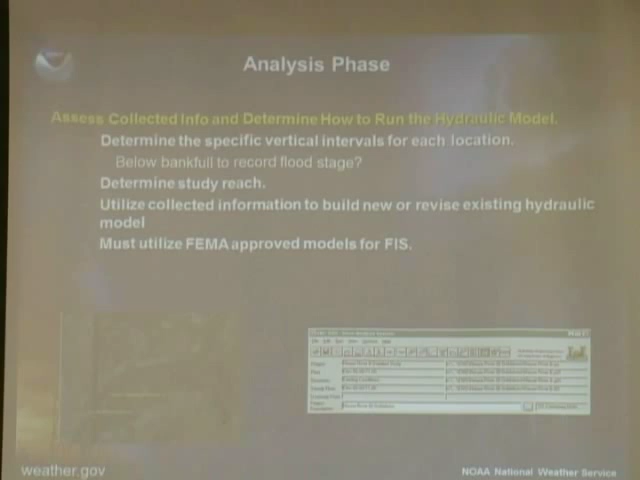 Analysis Phase
Assess Collected Info and Determine How to Run the Hydraulic Model.
Determine the specific vertical intervals for each location.
Below bankfull to record flood stage?
Determine study reach.
Utilize collected information to build new or revise existing hydraulic
model
Must utilize FEMA approved models for FIS.
weather.gov
NOAA National Weather Service